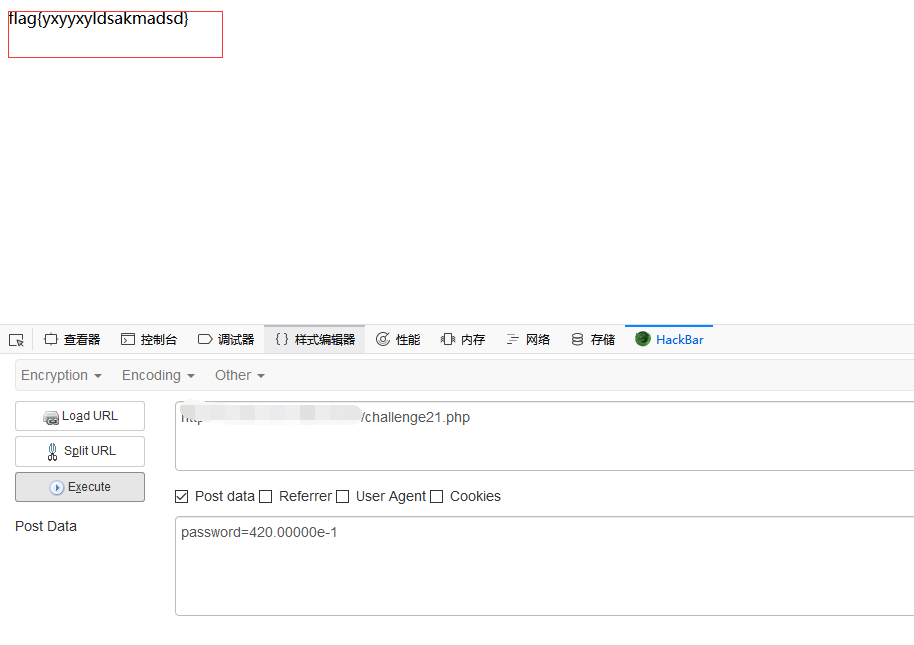 flag{yxyyxyldsakmadsd}
查看器 控制台 调试器 {} 样式编辑器 性能 内存 网络 存储 HackBar
Encryption Encoding Other
Load URL
/challenge21.php
Split URL
Execute
Post data Referrer User Agent Cookies
Post Data
password=420.00000e-1